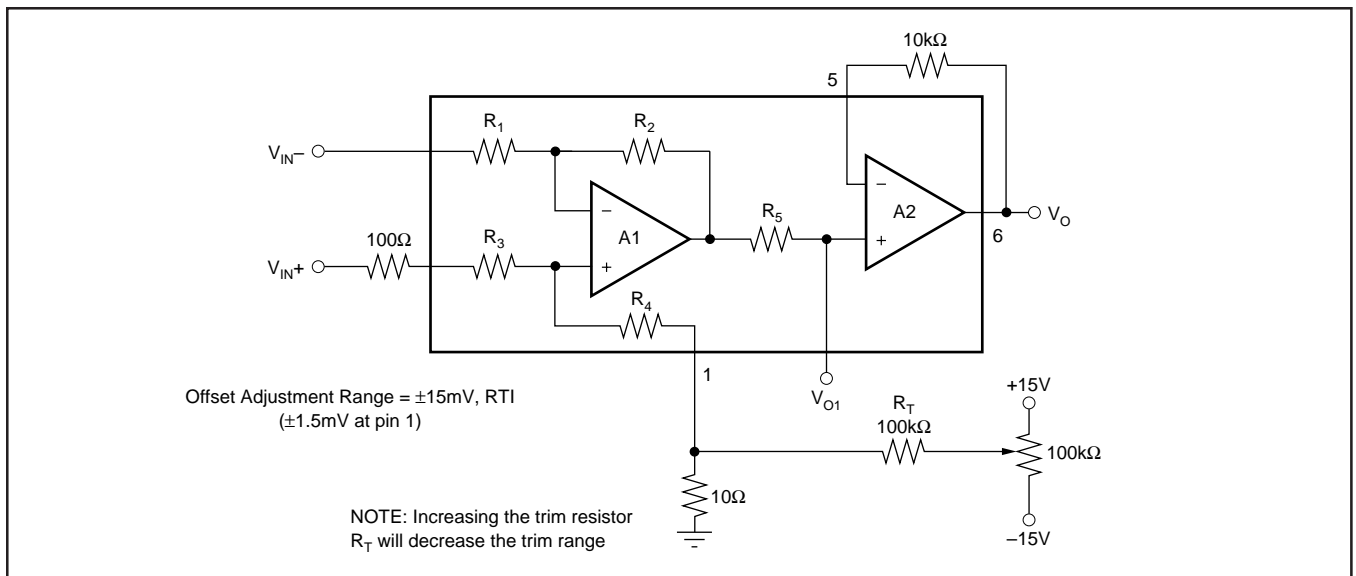 10kΩ
5
R1
R2
VIN–
A1
R5
A2
VO
6
100Ω
R3
VIN+
R4
1
VO1
Offset Adjustment Range = ±15mV, RTI
(±1.5mV at pin 1)
+15V
RT
100kΩ
100kΩ
10Ω
–15V
NOTE: Increasing the trim resistor
RT will decrease the trim range